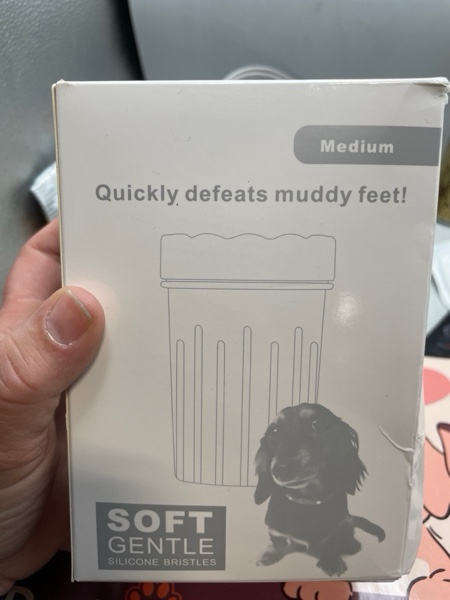 Medium
Quickly defeats muddy feet!
SOFT
GENTLE
SILICONE BRISTLES